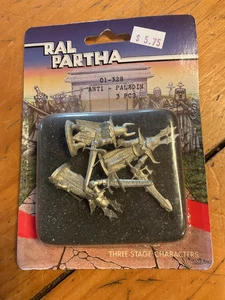 RAL
PARTHA
$5.75
01-328
ANTI - PALADIN
3 PCS
THREE STAGE CHARACTERS